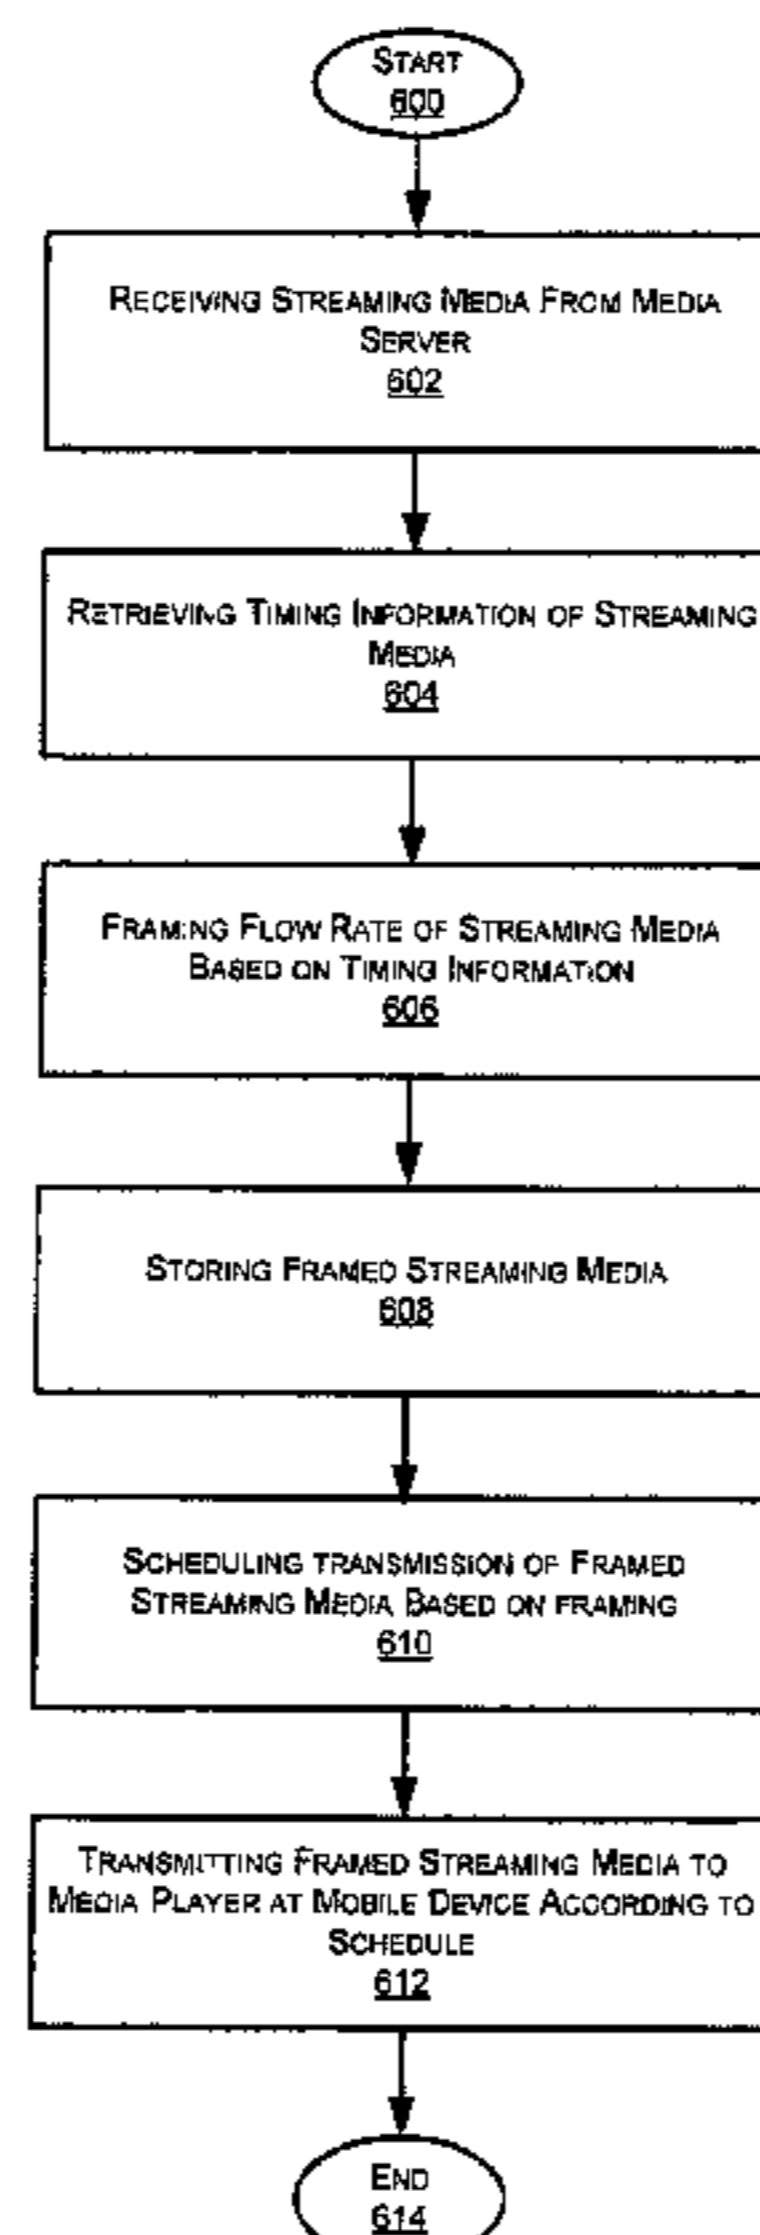 START
600
RECEIVING STREAMING MEDIA FROM MEDIA
SERVER
602
RETRIEVING TIMING INFORMATION OF STREAMING
MEDIA
604
FRAMING FLOW RATE OF STREAMING MEDIA
BASED ON TIMING INFORMATION
606
STORING FRAMED STREAMING MEDIA
608
SCHEDULING TRANSMISSION OF FRAMED
STREAMING MEDIA BASED ON FRAMING
610
TRANSMITTING FRAMED STREAMING MEDIA TO
MEDIA PLAYER AT MOBILE DEVICE ACCORDING TO
SCHEDULE
612
END
614